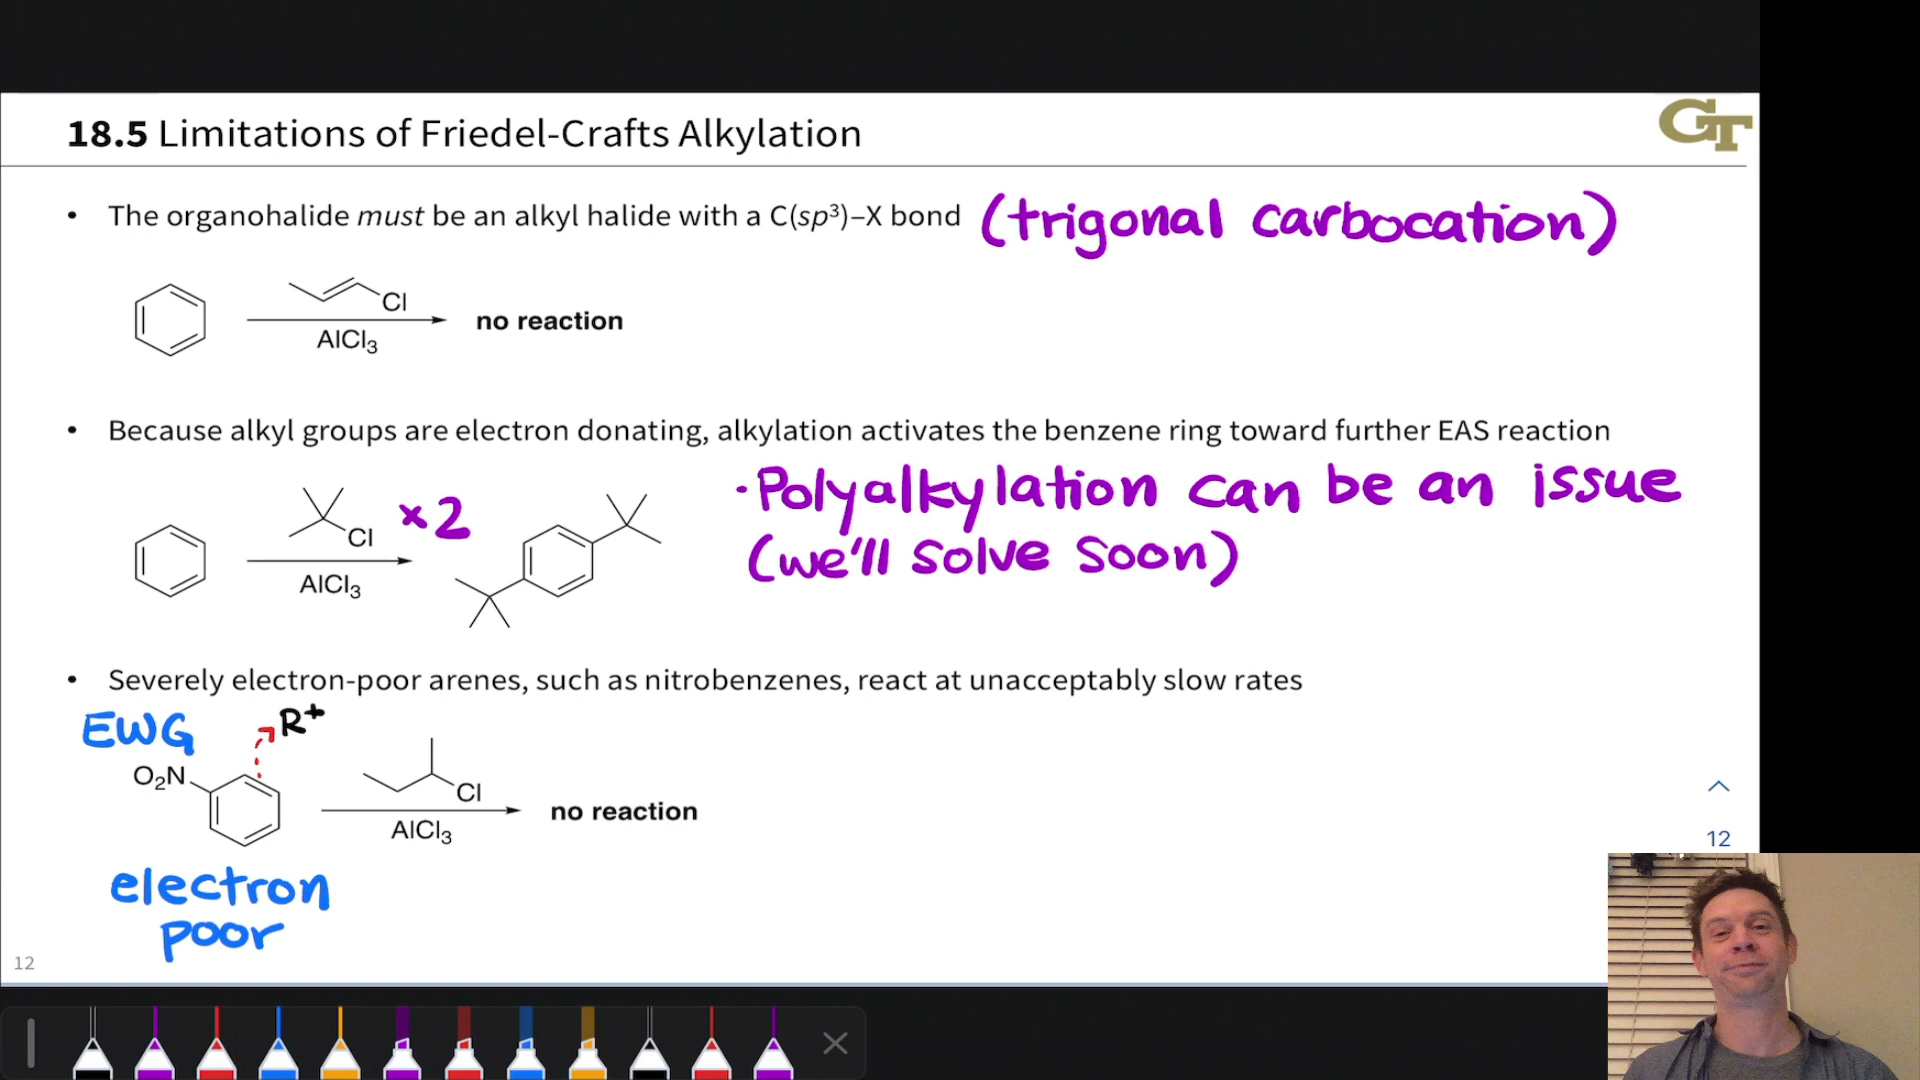 18.5 Limitations of Friedel-Crafts Alkylation
GT
• The organohalide must be an alkyl halide with a C(sp³)–X bond (trigonal carbocation)
Cl
AlCl₃
no reaction
• Because alkyl groups are electron donating, alkylation activates the benzene ring toward further EAS reaction
Cl
×2
AlCl₃
·Polyalkylation can be an issue
(we'll solve soon)
• Severely electron-poor arenes, such as nitrobenzenes, react at unacceptably slow rates
EWG
R⁺
O₂N
Cl
AlCl₃
no reaction
electron
poor
12
12